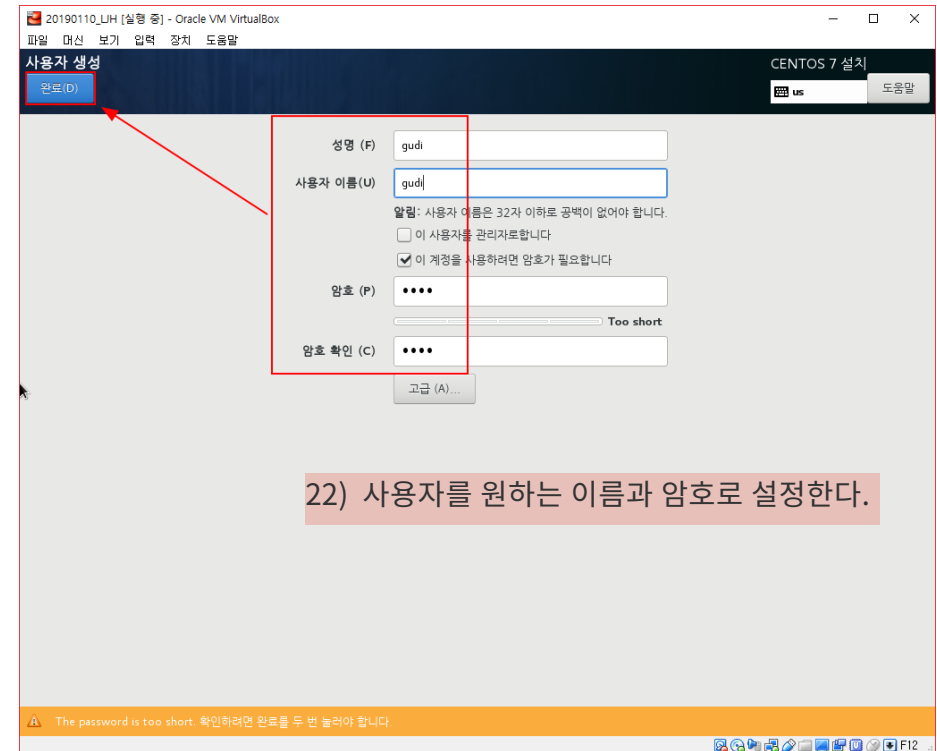 20190110_LJH [실행 중] - Oracle VM VirtualBox
파일 머신 보기 입력 장치 도움말
사용자 생성
CENTOS 7 설치
완료(D)
us
도움말
성명 (F)
gudi
사용자 이름(U)
gudi
알림: 사용자 이름은 32자 이하로 공백이 없어야 합니다.
이 사용자를 관리자로합니다
이 계정을 사용하려면 암호가 필요합니다
암호 (P)
••••
Too short
암호 확인 (C)
••••
고급 (A)...
22) 사용자를 원하는 이름과 암호로 설정한다.
The password is too short. 확인하려면 완료를 두 번 눌러야 합니다.
F12